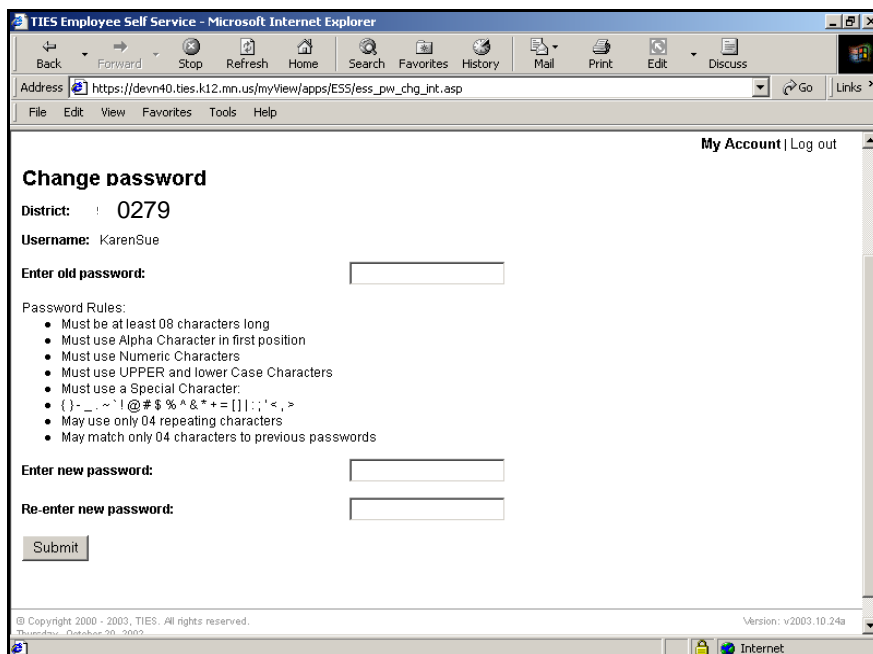 TIES Employee Self Service - Microsoft Internet Explorer
Back Forward Stop Refresh Home Search Favorites History Mail Print Edit Discuss
Address https://devn40.ties.k12.mn.us/myView/apps/ESS/ess_pw_chg_int.asp Go Links »
File Edit View Favorites Tools Help
My Account | Log out
Change password
District: 0279
Username: KarenSue
Enter old password:
Password Rules:
• Must be at least 08 characters long
• Must use Alpha Character in first position
• Must use Numeric Characters
• Must use UPPER and lower Case Characters
• Must use a Special Character:
• { } - _ . ~ ` ! @ # $ % ^ & * + = [ ] | : ; ' < , >
• May use only 04 repeating characters
• May match only 04 characters to previous passwords
Enter new password:
Re-enter new password:
Submit
© Copyright 2000 - 2003, TIES. All rights reserved. Version: v2003.10.24a
Thursday, October
Internet